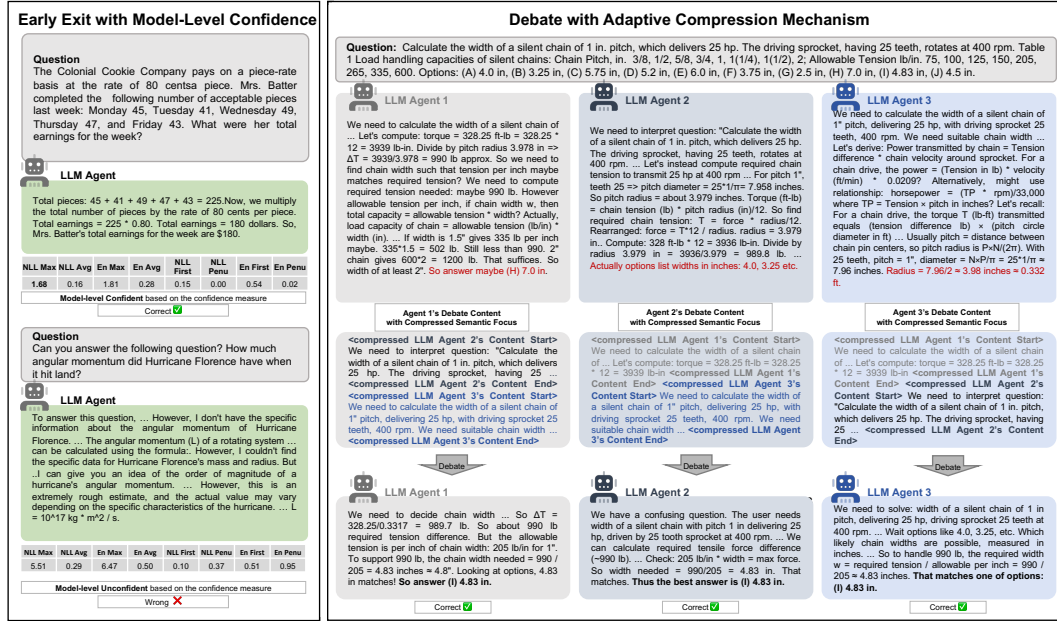 Early Exit with Model-Level Confidence
Question
The Colonial Cookie Company pays on a piece-rate
basis at the rate of 80 centsa piece. Mrs. Batter
completed the following number of acceptable pieces
last week: Monday 45, Tuesday 41, Wednesday 49,
Thursday 47, and Friday 43. What were her total
earnings for the week?
LLM Agent
Total pieces: 45 + 41 + 49 + 47 + 43 = 225.Now, we multiply
the total number of pieces by the rate of 80 cents per piece.
Total earnings = 225 * 0.80. Total earnings = 180 dollars. So,
Mrs. Batter's total earnings for the week are $180.
NLL Max NLL Avg En Max En Avg NLL First NLL Penu En First En Penu
1.68 0.16 1.81 0.28 0.15 0.00 0.54 0.02
Model-level Confident based on the confidence measure
Correct ✅
Question
Can you answer the following question? How much
angular momentum did Hurricane Florence have when
it hit land?
LLM Agent
To answer this question, ... However, I don't have the specific
information about the angular momentum of Hurricane
Florence. ... The angular momentum (L) of a rotating system ...
can be calculated using the formula:. However, I couldn't find
the specific data for Hurricane Florence's mass and radius. But
..I can give you an idea of the order of magnitude of a
hurricane's angular momentum. ... However, this is an
extremely rough estimate, and the actual value may vary
depending on the specific characteristics of the hurricane. ... L
= 10^17 kg * m^2 / s.
NLL Max NLL Avg En Max En Avg NLL First NLL Penu En First En Penu
5.51 0.29 6.47 0.50 0.10 0.37 0.51 0.95
Model-level Unconfident based on the confidence measure
Wrong ❌
Debate with Adaptive Compression Mechanism
Question: Calculate the width of a silent chain of 1 in. pitch, which delivers 25 hp. The driving sprocket, having 25 teeth, rotates at 400 rpm. Table
1 Load handling capacities of silent chains: Chain Pitch, in. 3/8, 1/2, 5/8, 3/4, 1, 1(1/4), 1(1/2), 2; Allowable Tension lb/in. 75, 100, 125, 150, 205,
265, 335, 600. Options: (A) 4.0 in, (B) 3.25 in, (C) 5.75 in, (D) 5.2 in, (E) 6.0 in, (F) 3.75 in, (G) 2.5 in, (H) 7.0 in, (I) 4.83 in, (J) 4.5 in.
LLM Agent 1
We need to calculate the width of a silent chain of
... Let's compute: torque = 328.25 ft-lb = 328.25 *
12 = 3939 lb-in. Divide by pitch radius 3.978 in =>
ΔT = 3939/3.978 = 990 lb approx. So we need to
find chain width such that tension per inch maybe
matches required tension? We need to compute
required tension needed: maybe 990 lb. However
allowable tension per inch, if chain width w, then
total capacity = allowable tension * width? Actually,
load capacity of chain = allowable tension (lb/in) *
width (in). ... If width is 1.5" gives 335 lb per inch
maybe. 335*1.5 = 502 lb. Still less than 990. 2"
chain gives 600*2 = 1200 lb. That suffices. So
width of at least 2". So answer maybe (H) 7.0 in.
LLM Agent 2
We need to interpret question: "Calculate the width
of a silent chain of 1 in. pitch, which delivers 25 hp.
The driving sprocket, having 25 teeth, rotates at
400 rpm. ... Let's instead compute required chain
tension to transmit 25 hp at 400 rpm ... For pitch 1",
teeth 25 => pitch diameter = 25*1/π= 7.958 inches.
So pitch radius is about 3.979 inches. Torque (ft-lb)
= chain tension (lb) * pitch radius (in)/12. So find
required chain tension: T = force * radius/12.
Rearranged: force = T*12 / radius. radius = 3.979
in.. Compute: 328 ft-lb * 12 = 3936 lb-in. Divide by
radius 3.979 in = 3936/3.979 = 989.8 lb. ...
Actually options list widths in inches: 4.0, 3.25 etc.
LLM Agent 3
We need to calculate the width of a silent chain of
1" pitch, delivering 25 hp, with driving sprocket 25
teeth, 400 rpm. We need suitable chain width ...
Let's derive: Power transmitted by chain = Tension
difference * chain velocity around sprocket. For a
chain drive, the power = (Tension in lb) * velocity
(ft/min) * 0.0209? Alternatively, might use
relationship: horsepower = (TP * rpm)/33,000
where TP = Tension × pitch in inches? Let's recall:
For a chain drive, the torque T (lb-ft) transmitted
equals (tension difference lb) × (pitch circle
diameter in ft) ... Usually pitch = distance between
chain pin centers, so pitch radius is P×N/(2π). With
25 teeth, pitch = 1", diameter = N×P/π = 25*1/π ≈
7.96 inches. Radius = 7.96/2 ≈ 3.98 inches ≈ 0.332
ft.
Agent 1's Debate Content
with Compressed Semantic Focus
<compressed LLM Agent 2's Content Start>
We need to interpret question: "Calculate the
width of a silent chain of 1 in. pitch, which delivers
25 hp. The driving sprocket, having 25 ...
<compressed LLM Agent 2's Content End>
<compressed LLM Agent 3's Content Start>
We need to calculate the width of a silent chain of
1" pitch, delivering 25 hp, with driving sprocket 25
teeth, 400 rpm. We need suitable chain width ...
<compressed LLM Agent 3's Content End>
Agent 2's Debate Content
with Compressed Semantic Focus
<compressed LLM Agent 1's Content Start>
We need to calculate the width of a silent chain
of ... Let's compute: torque = 328.25 ft-lb = 328.25
* 12 = 3939 lb-in <compressed LLM Agent 1's
Content End> <compressed LLM Agent 3's
Content Start> We need to calculate the width of
a silent chain of 1" pitch, delivering 25 hp, with
driving sprocket 25 teeth, 400 rpm. We need
suitable chain width ... <compressed LLM Agent
3's Content End>
Agent 3's Debate Content
with Compressed Semantic Focus
<compressed LLM Agent 1's Content Start>
We need to calculate the width of a silent chain
of ... Let's compute: torque = 328.25 ft-lb = 328.25
* 12 = 3939 lb-in <compressed LLM Agent 1's
Content End> <compressed LLM Agent 2's
Content Start> We need to interpret question:
"Calculate the width of a silent chain of 1 in. pitch,
which delivers 25 hp. The driving sprocket, having
25 ... <compressed LLM Agent 2's Content
End>
Debate
Debate
Debate
LLM Agent 1
We need to decide chain width ... So ΔT =
328.25/0.3317 = 989.7 lb. So about 990 lb
required tension difference. But the allowable
tension is per inch of chain width: 205 lb/in for 1".
To support 990 lb, the chain width needed = 990 /
205 = 4.83 inches ≈ 4.8". Looking at options, 4.83
in matches! So answer (I) 4.83 in.
Correct ✅
LLM Agent 2
We have a confusing question. The user needs
width of a silent chain with pitch 1 in delivering 25
hp, driven by 25 tooth sprocket at 400 rpm. ... We
can calculate required tensile force difference
(~990 lb). ... Check: 205 lb/in * width = max force.
So width needed = 990/205 = 4.83 in. That
matches. Thus the best answer is (I) 4.83 in.
Correct ✅
LLM Agent 3
We need to solve: width of a silent chain of 1 in
pitch, delivering 25 hp, driving sprocket 25 teeth at
400 rpm. ... Wait options like 4.0, 3.25, etc. Which
likely chain widths are possible, measured in
inches. ... So to handle 990 lb, the required width
w = required tension / allowable per inch = 990 /
205 ≈ 4.83 inches. That matches one of options:
(I) 4.83 in.
Correct ✅